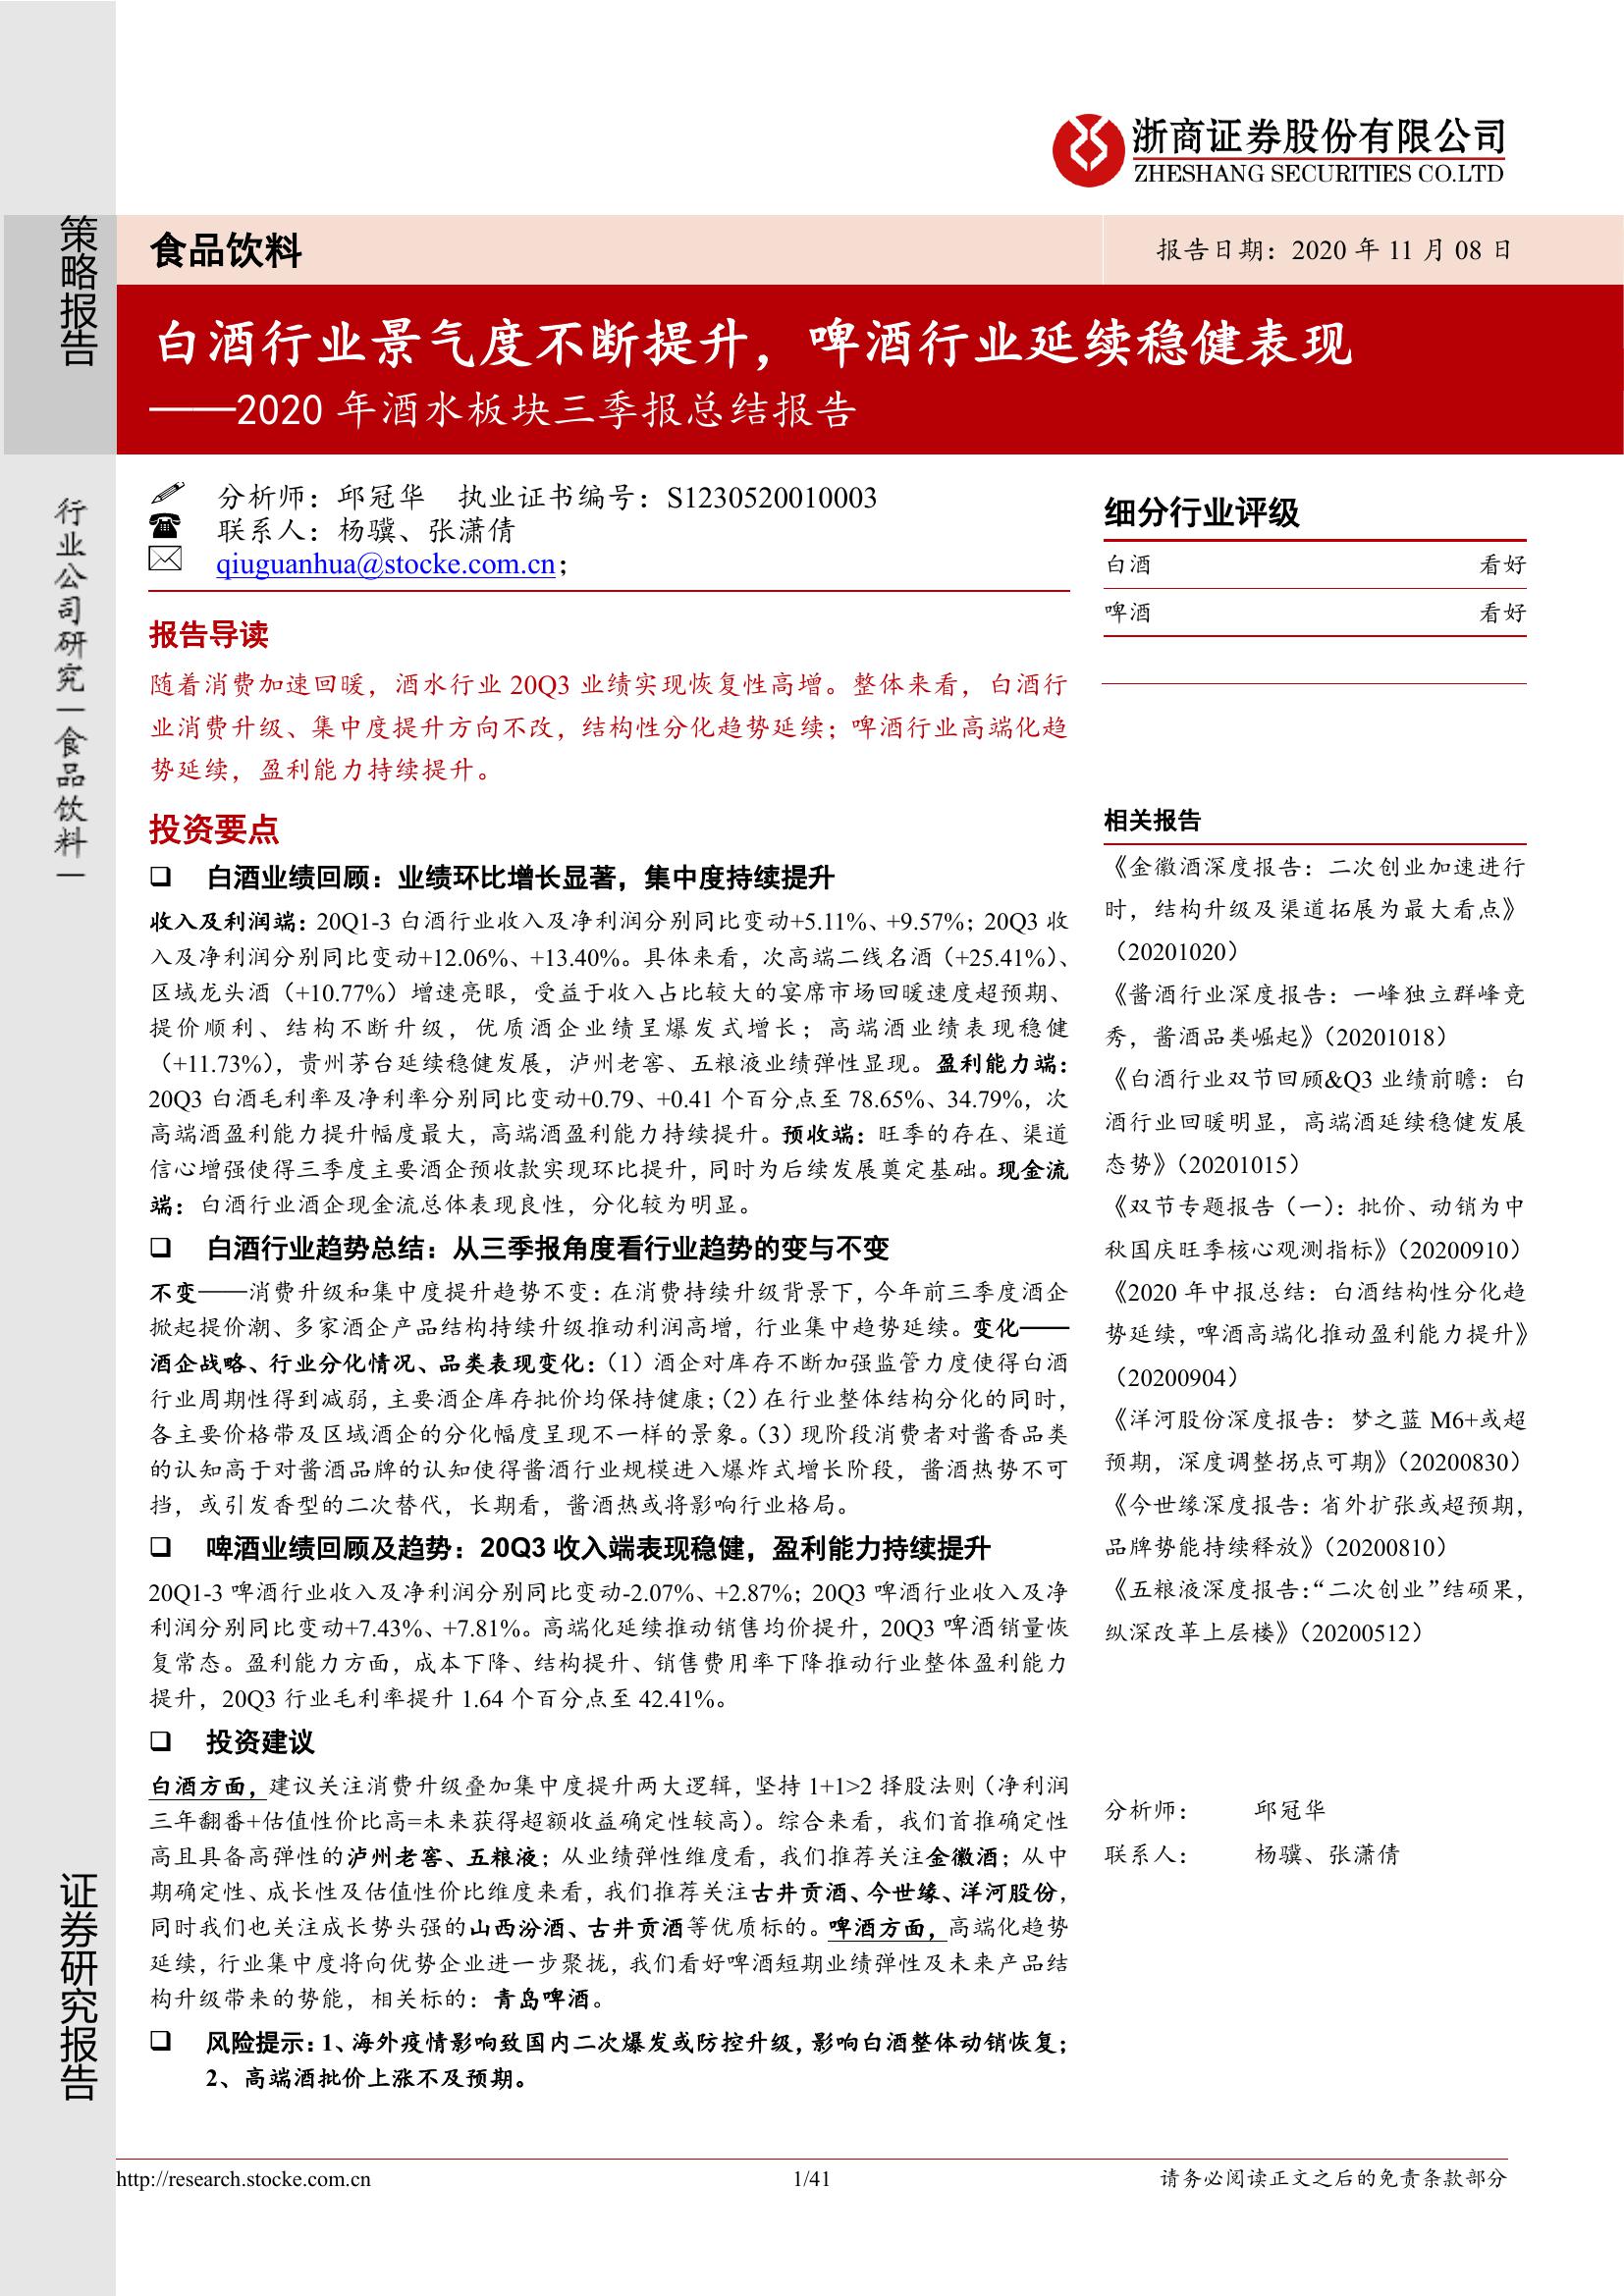 浙商证券股份有限公司
ZHESHANG SECURITIES CO.LTD
策略报告
食品饮料
报告日期：2020 年 11 月 08 日
白酒行业景气度不断提升，啤酒行业延续稳健表现
——2020 年酒水板块三季报总结报告
行业公司研究—食品饮料—
分析师：邱冠华 执业证书编号：S1230520010003
联系人：杨骥、张潇倩
qiuguanhua@stocke.com.cn；
报告导读
随着消费加速回暖，酒水行业 20Q3 业绩实现恢复性高增。整体来看，白酒行
业消费升级、集中度提升方向不改，结构性分化趋势延续；啤酒行业高端化趋
势延续，盈利能力持续提升。
投资要点
❑ 白酒业绩回顾：业绩环比增长显著，集中度持续提升
收入及利润端：20Q1-3 白酒行业收入及净利润分别同比变动+5.11%、+9.57%；20Q3 收
入及净利润分别同比变动+12.06%、+13.40%。具体来看，次高端二线名酒（+25.41%）、
区域龙头酒（+10.77%）增速亮眼，受益于收入占比较大的宴席市场回暖速度超预期、
提价顺利、结构不断升级，优质酒企业绩呈爆发式增长；高端酒业绩表现稳健
（+11.73%），贵州茅台延续稳健发展，泸州老窖、五粮液业绩弹性显现。盈利能力端：
20Q3 白酒毛利率及净利率分别同比变动+0.79、+0.41 个百分点至 78.65%、34.79%，次
高端酒盈利能力提升幅度最大，高端酒盈利能力持续提升。预收端：旺季的存在、渠道
信心增强使得三季度主要酒企预收款实现环比提升，同时为后续发展奠定基础。现金流
端：白酒行业酒企现金流总体表现良性，分化较为明显。
❑ 白酒行业趋势总结：从三季报角度看行业趋势的变与不变
不变——消费升级和集中度提升趋势不变：在消费持续升级背景下，今年前三季度酒企
掀起提价潮、多家酒企产品结构持续升级推动利润高增，行业集中趋势延续。变化——
酒企战略、行业分化情况、品类表现变化：（1）酒企对库存不断加强监管力度使得白酒
行业周期性得到减弱，主要酒企库存批价均保持健康；（2）在行业整体结构分化的同时，
各主要价格带及区域酒企的分化幅度呈现不一样的景象。（3）现阶段消费者对酱香品类
的认知高于对酱酒品牌的认知使得酱酒行业规模进入爆炸式增长阶段，酱酒热势不可
挡，或引发香型的二次替代，长期看，酱酒热或将影响行业格局。
❑ 啤酒业绩回顾及趋势：20Q3 收入端表现稳健，盈利能力持续提升
20Q1-3 啤酒行业收入及净利润分别同比变动-2.07%、+2.87%；20Q3 啤酒行业收入及净
利润分别同比变动+7.43%、+7.81%。高端化延续推动销售均价提升，20Q3 啤酒销量恢
复常态。盈利能力方面，成本下降、结构提升、销售费用率下降推动行业整体盈利能力
提升，20Q3 行业毛利率提升 1.64 个百分点至 42.41%。
❑ 投资建议
白酒方面，建议关注消费升级叠加集中度提升两大逻辑，坚持 1+1>2 择股法则（净利润
三年翻番+估值性价比高=未来获得超额收益确定性较高）。综合来看，我们首推确定性
高且具备高弹性的泸州老窖、五粮液；从业绩弹性维度看，我们推荐关注金徽酒；从中
期确定性、成长性及估值性价比维度来看，我们推荐关注古井贡酒、今世缘、洋河股份，
同时我们也关注成长势头强的山西汾酒、古井贡酒等优质标的。啤酒方面，高端化趋势
延续，行业集中度将向优势企业进一步聚拢，我们看好啤酒短期业绩弹性及未来产品结
构升级带来的势能，相关标的：青岛啤酒。
❑ 风险提示：1、海外疫情影响致国内二次爆发或防控升级，影响白酒整体动销恢复；
2、高端酒批价上涨不及预期。
细分行业评级
白酒 看好
啤酒 看好
相关报告
《金徽酒深度报告：二次创业加速进行
时，结构升级及渠道拓展为最大看点》
（20201020）
《酱酒行业深度报告：一峰独立群峰竞
秀，酱酒品类崛起》（20201018）
《白酒行业双节回顾&Q3 业绩前瞻：白
酒行业回暖明显，高端酒延续稳健发展
态势》（20201015）
《双节专题报告（一）：批价、动销为中
秋国庆旺季核心观测指标》（20200910）
《2020 年中报总结：白酒结构性分化趋
势延续，啤酒高端化推动盈利能力提升》
（20200904）
《洋河股份深度报告：梦之蓝 M6+或超
预期，深度调整拐点可期》（20200830）
《今世缘深度报告：省外扩张或超预期，
品牌势能持续释放》（20200810）
《五粮液深度报告：“二次创业”结硕果，
纵深改革上层楼》（20200512）
分析师： 邱冠华
联系人： 杨骥、张潇倩
证券研究报告
http://research.stocke.com.cn
1/41
请务必阅读正文之后的免责条款部分